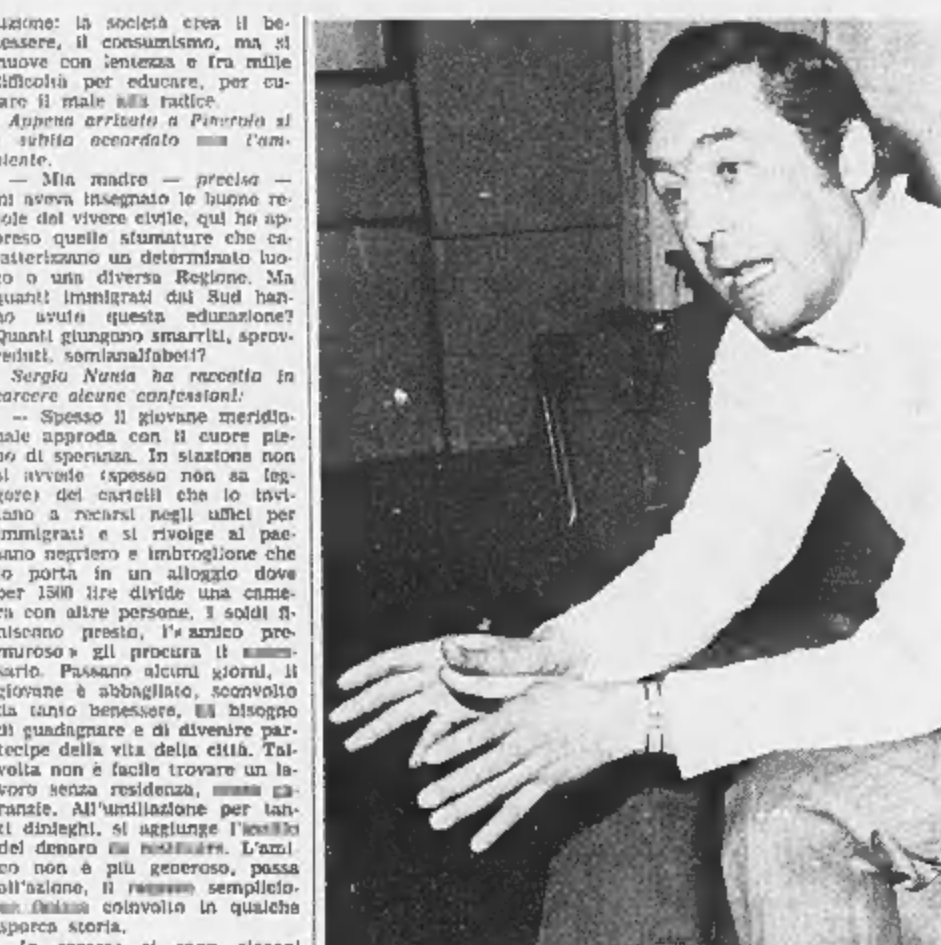 uzione: la società crea il be-
essere, il consumismo, ma si
nuove con lentezza e fra mille
difficoltà per educare, per cu-
are il male alla radice.
Appena arrivato a Pinerolo si
subito accordato con l'am-
iente.
— Mia madre — precisa —
mi aveva insegnato le buone re-
ole del vivere civile, qui ho ap-
preso quelle sfumature che ca-
ratterizzano un determinato luo-
go o una diversa Regione. Ma
quanti immigrati dal Sud han-
no avuto questa educazione?
Quanti giungono smarriti, sprov-
veduti, semianalfabeti?
Sergio Nania ha raccolto in
carcere alcune confessioni:
— Spesso il giovane meridio-
nale approda con il cuore pie-
no di speranza. In stazione non
si avvede (spesso non sa leg-
gere) dei cartelli che lo invi-
tano a recarsi negli uffici per
immigrati e si rivolge al pae-
sano negriero e imbroglione che
lo porta in un alloggio dove
per 1500 lire divide una came-
ra con altre persone. I soldi fi-
niscono presto, l'« amico pre-
muroso » gli procura il
sario. Passano alcuni giorni, il
giovane è abbagliato, sconvolto
da tanto benessere, ha bisogno
di guadagnare e di divenire par-
tecipe della vita della città. Tal-
volta non è facile trovare un la-
voro senza residenza, ga-
ranzie. All'umiliazione per tan-
ti dinieghi, si aggiunge
del denaro da L'ami
co non è più generoso, passa
all'azione, il semplicio-
coinvolto in qualche
sporca storia.